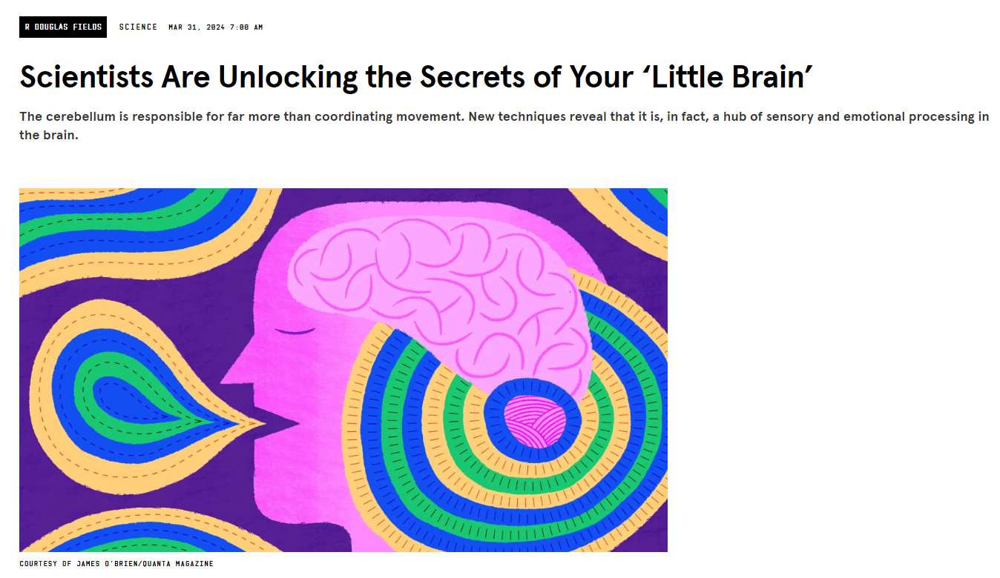 R DOUGLAS FIELDS SCIENCE MAR 31, 2024 7:00 AM
Scientists Are Unlocking the Secrets of Your ‘Little Brain’
The cerebellum is responsible for far more than coordinating movement. New techniques reveal that it is, in fact, a hub of sensory and emotional processing in
the brain.
COURTESY OF JAMES O'BRIEN/QUANTA MAGAZINE